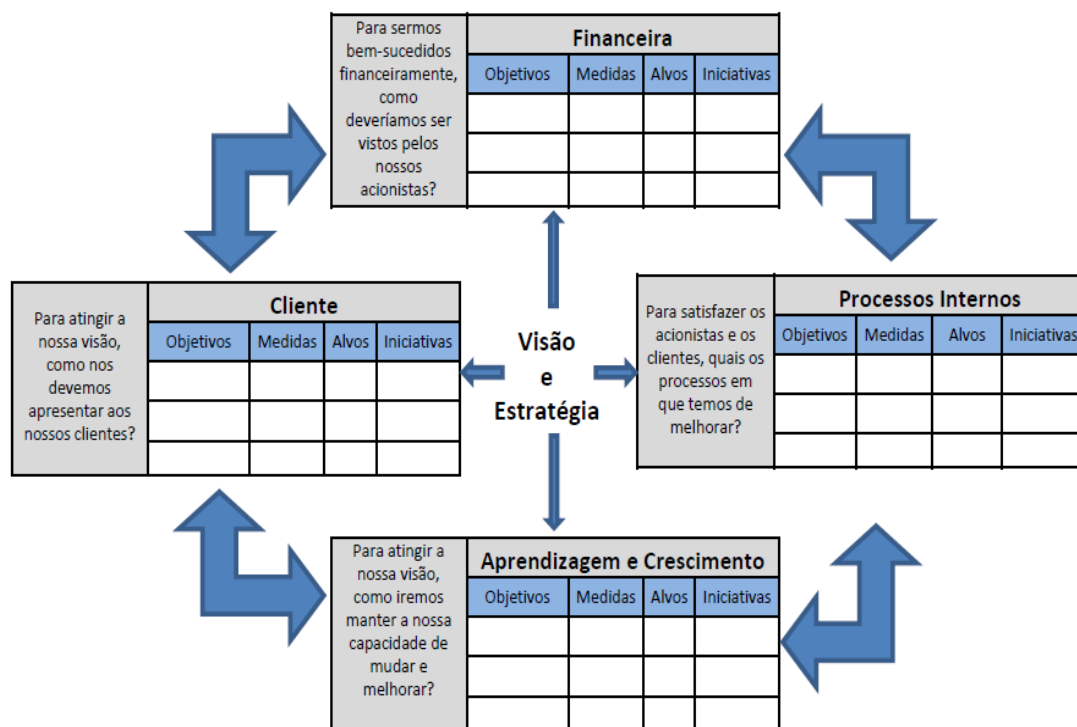 Para sermos
bem-sucedidos
financeiramente,
como
deveríamos ser
vistos pelos
nossos
acionistas?
Financeira
Objetivos Medidas Alvos Iniciativas
Para atingir a
nossa visão,
como nos
devemos
apresentar aos
nossos clientes?
Cliente
Objetivos Medidas Alvos Iniciativas
Visão
e
Estratégia
Para satisfazer os
acionistas e os
clientes, quais os
processos em
que temos de
melhorar?
Processos Internos
Objetivos Medidas Alvos Iniciativas
Para atingir a
nossa visão,
como iremos
manter a nossa
capacidade de
mudar e
melhorar?
Aprendizagem e Crescimento
Objetivos Medidas Alvos Iniciativas